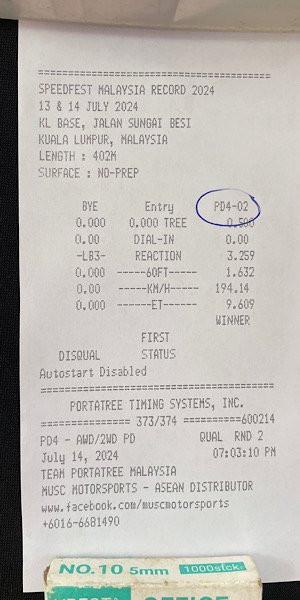 =====================================
SPEEDFEST MALAYSIA RECORD 2024
13 & 14 JULY 2024
KL BASE, JALAN SUNGAI BESI
KUALA LUMPUR, MALAYSIA
LENGTH : 402M
SURFACE : NO-PREP
BYE Entry PD4-02
0.000 0.000 TREE 0.500
0.00 DIAL-IN 0.00
-LB3- REACTION 3.259
0.000 -----60FT----- 1.632
0.00 -----KM/H----- 194.14
0.000 ------ET------ 9.609
WINNER
FIRST
DISQUAL STATUS
Autostart Disabled
=====================================
PORTATREE TIMING SYSTEMS, INC.
============== 373/374 ==========600214
PD4 - AWD/2WD PD QUAL RND 2
July 14, 2024 07:03:10 PM
TEAM PORTATREE MALAYSIA
MUSC MOTORSPORTS - ASEAN DISTRIBUTOR
www.facebook.com/muscmotorsports
+6016-6681490
NO.10 5mm 1000stck